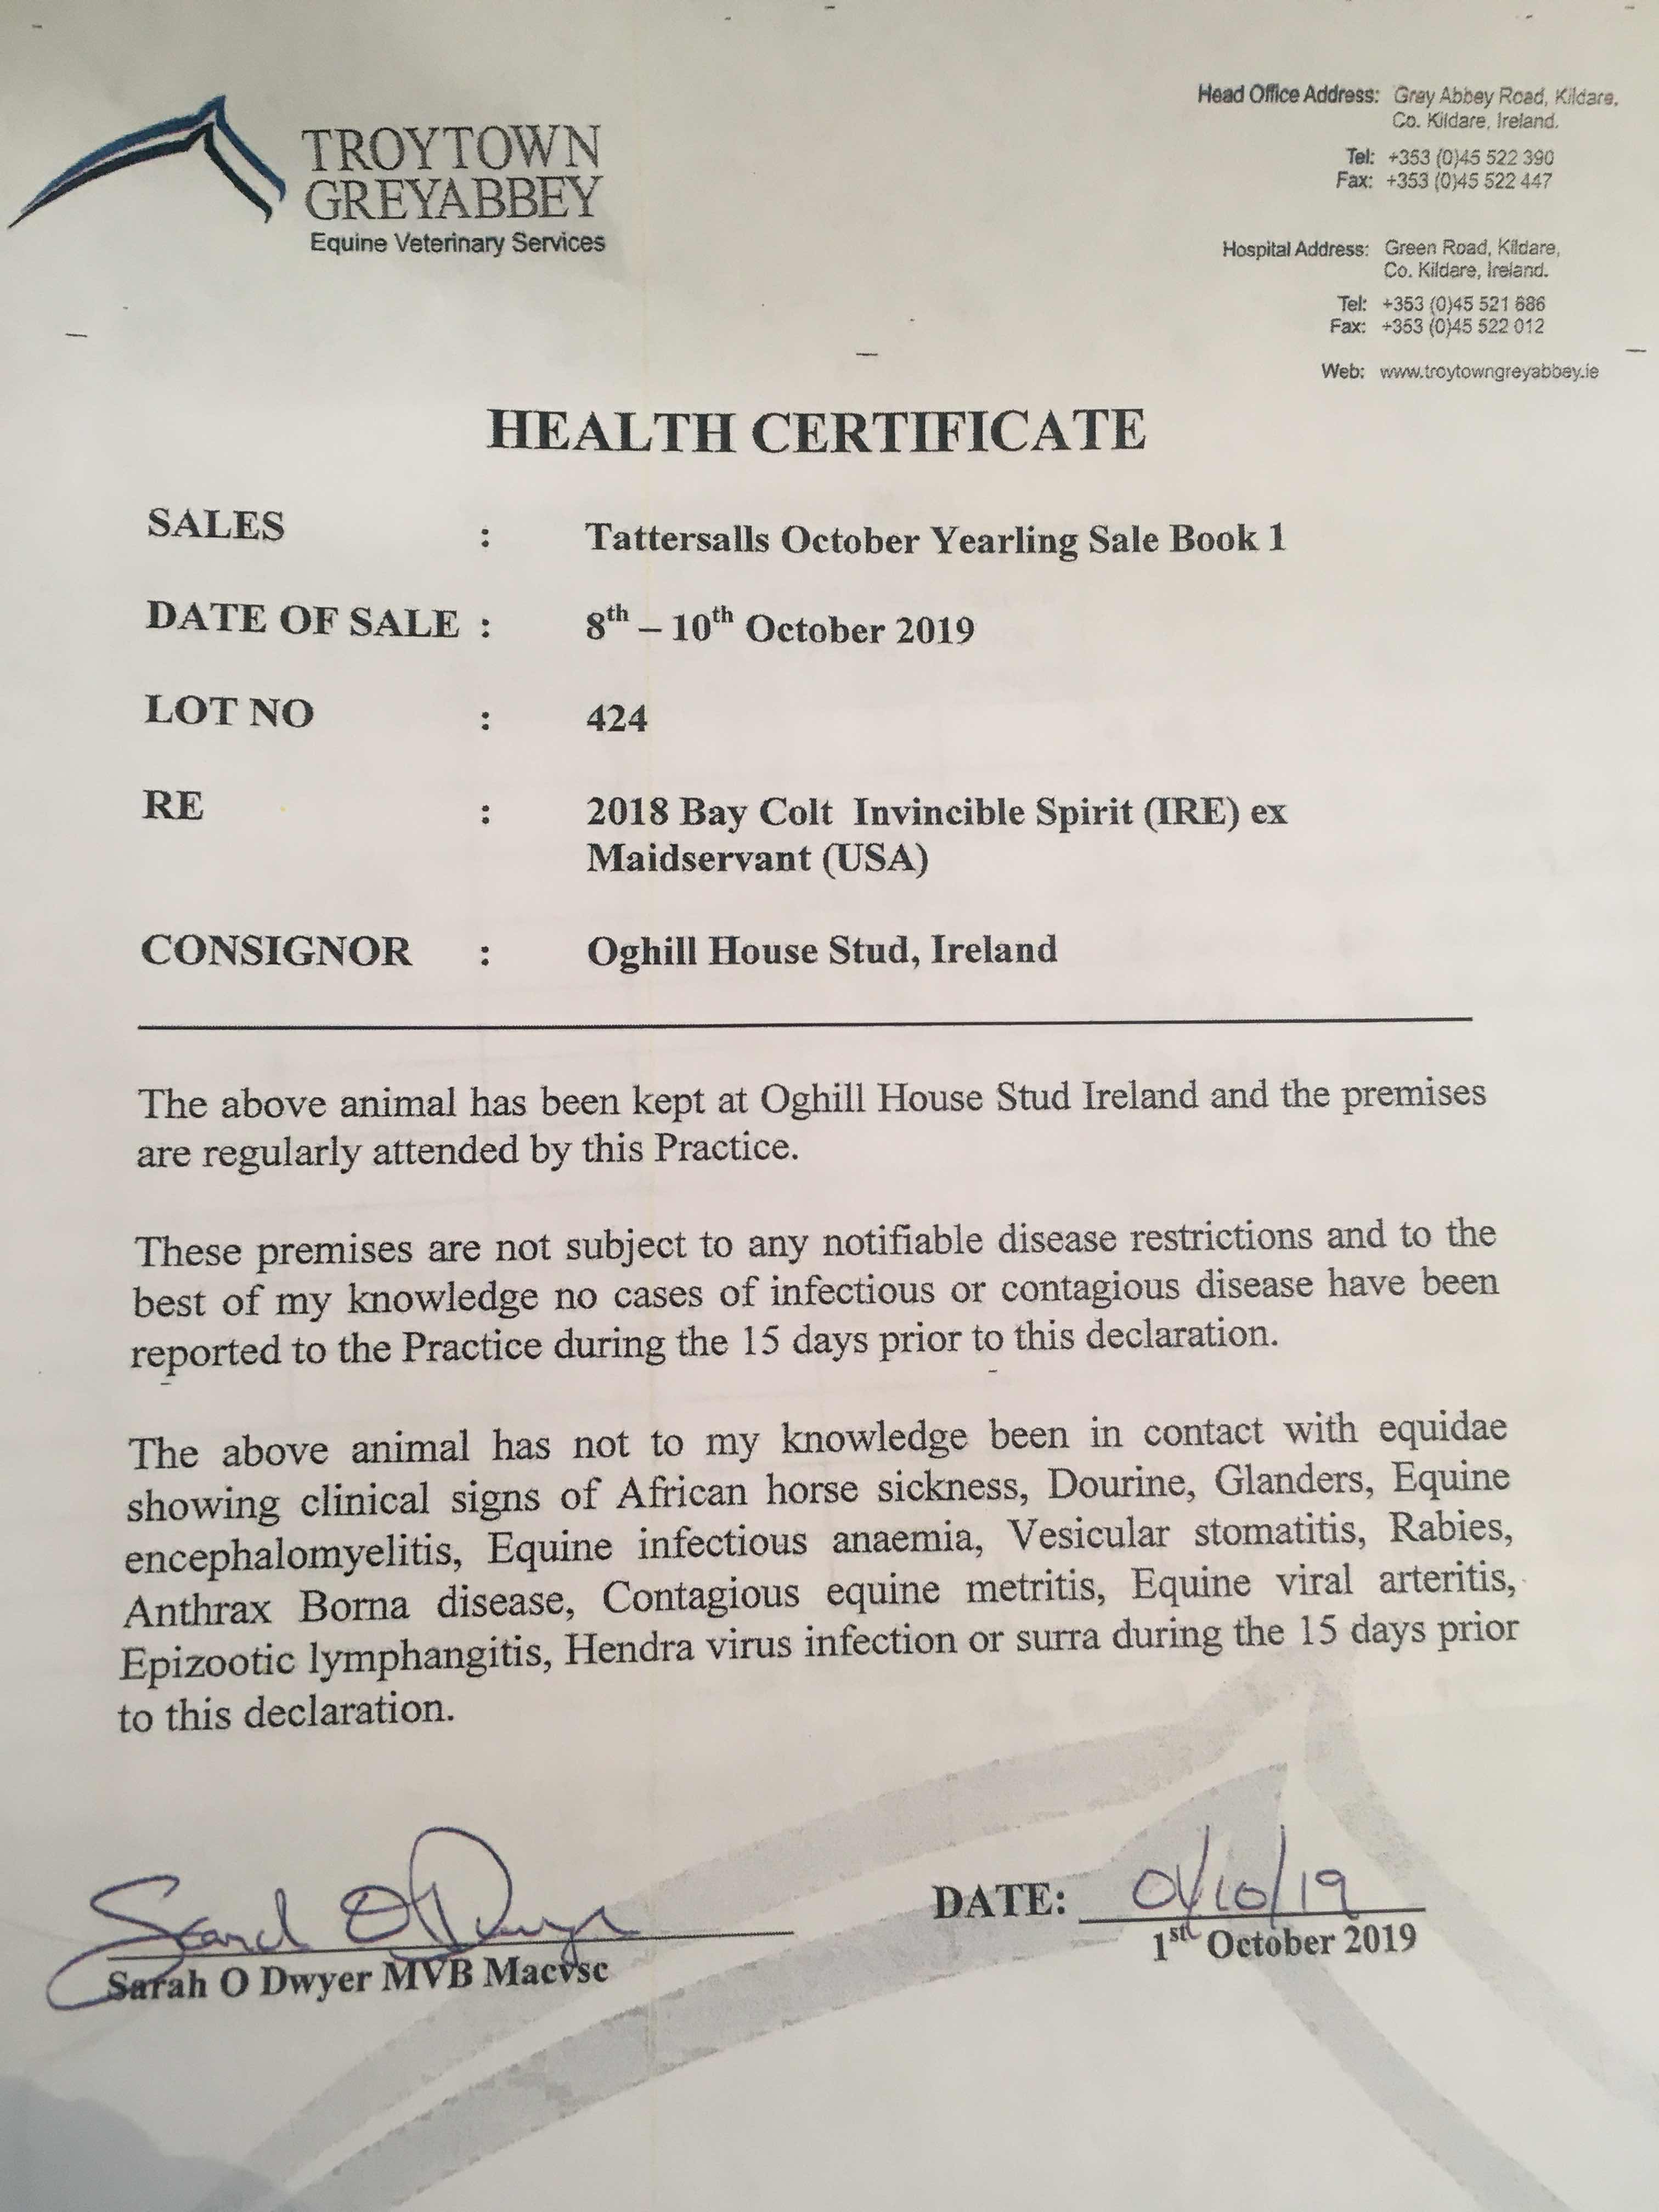 TROYTOWN
GREYABBEY
Equine Veterinary Services
Head Office Address: Grey Abbey Road, Kildare,
Co. Kildare, Ireland.
Tel: +353 (0)45 522 390
Fax: +353 (0)45 522 447
Hospital Address: Green Road, Kildare,
Co. Kildare, Ireland.
Tel: +353 (0)45 521 686
Fax: +353 (0)45 522 012
Web: www.troytowngreyabbey.ie
HEALTH CERTIFICATE
SALES : Tattersalls October Yearling Sale Book 1
DATE OF SALE : 8th – 10th October 2019
LOT NO : 424
RE : 2018 Bay Colt Invincible Spirit (IRE) ex
Maidservant (USA)
CONSIGNOR : Oghill House Stud, Ireland
The above animal has been kept at Oghill House Stud Ireland and the premises
are regularly attended by this Practice.
These premises are not subject to any notifiable disease restrictions and to the
best of my knowledge no cases of infectious or contagious disease have been
reported to the Practice during the 15 days prior to this declaration.
The above animal has not to my knowledge been in contact with equidae
showing clinical signs of African horse sickness, Dourine, Glanders, Equine
encephalomyelitis, Equine infectious anaemia, Vesicular stomatitis, Rabies,
Anthrax Borna disease, Contagious equine metritis, Equine viral arteritis,
Epizootic lymphangitis, Hendra virus infection or surra during the 15 days prior
to this declaration.
Sarah O'Dwyer
DATE: 01/10/19
Sarah O Dwyer MVB Macvsc
1st October 2019